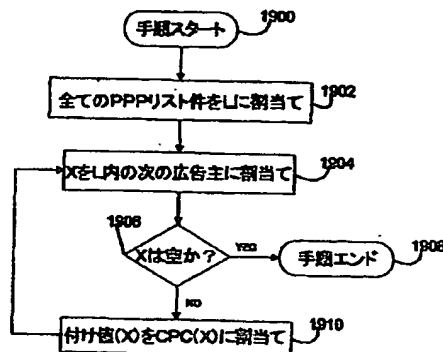 手順スタート
1900
全てのPPPリスト件をLに割当て
1902
XをL内の次の広告主に割当て
1904
1906
Xは空か？
YES
手順エンド
1908
NO
付け値(X)をCPC(X)に割当て
1910